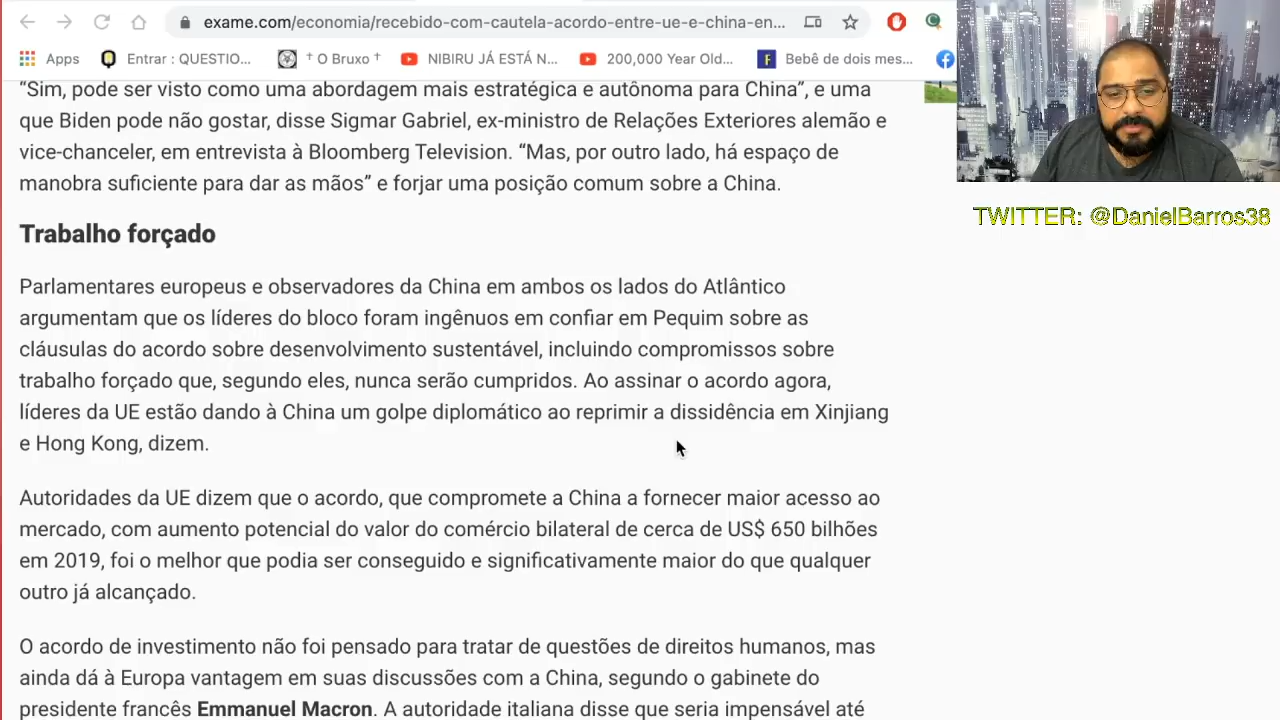 exame.com/economia/recebido-com-cautela-acordo-entre-ue-e-china-en...
Apps
Entrar : QUESTIO...
† O Bruxo †
NIBIRU JÁ ESTÁ N...
200,000 Year Old...
Bebê de dois mes...
“Sim, pode ser visto como uma abordagem mais estratégica e autônoma para China”, e uma
que Biden pode não gostar, disse Sigmar Gabriel, ex-ministro de Relações Exteriores alemão e
vice-chanceler, em entrevista à Bloomberg Television. “Mas, por outro lado, há espaço de
manobra suficiente para dar as mãos” e forjar uma posição comum sobre a China.
TWITTER: @DanielBarros38
Trabalho forçado
Parlamentares europeus e observadores da China em ambos os lados do Atlântico
argumentam que os líderes do bloco foram ingênuos em confiar em Pequim sobre as
cláusulas do acordo sobre desenvolvimento sustentável, incluindo compromissos sobre
trabalho forçado que, segundo eles, nunca serão cumpridos. Ao assinar o acordo agora,
líderes da UE estão dando à China um golpe diplomático ao reprimir a dissidência em Xinjiang
e Hong Kong, dizem.
Autoridades da UE dizem que o acordo, que compromete a China a fornecer maior acesso ao
mercado, com aumento potencial do valor do comércio bilateral de cerca de US$ 650 bilhões
em 2019, foi o melhor que podia ser conseguido e significativamente maior do que qualquer
outro já alcançado.
O acordo de investimento não foi pensado para tratar de questões de direitos humanos, mas
ainda dá à Europa vantagem em suas discussões com a China, segundo o gabinete do
presidente francês Emmanuel Macron. A autoridade italiana disse que seria impensável até